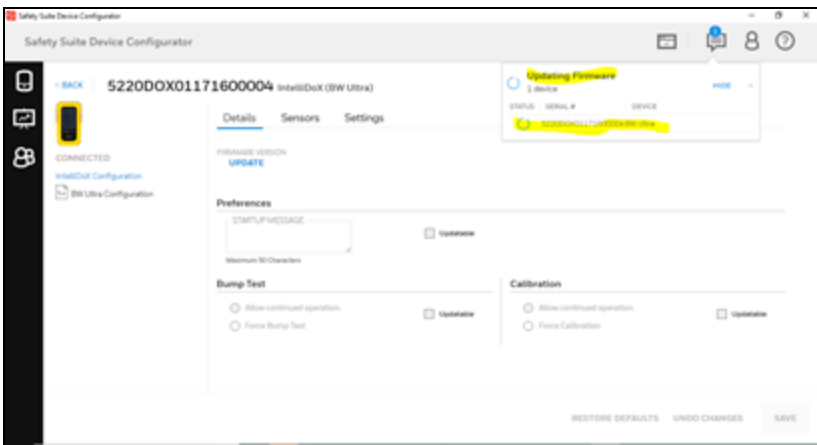 Safety Suite Device Configurator
Safety Suite Device Configurator
BACK
5220DOX01171600004 IntelliDoX (BW Ultra)
Updating Firmware
1 device
HIDE
STATUS SERIAL # DEVICE
BW Ultra
Details Sensors Settings
CONNECTED
IntelliDoX Configuration
BW Ultra Configuration
FIRMWARE VERSION
UPDATE
Preferences
STARTUP MESSAGE
Updatable
Maximum 50 Characters
Bump Test
Allow continued operation.
Force Bump Test
Updatable
Calibration
Allow continued operation.
Force Calibration
Updatable
RESTORE DEFAULTS UNDO CHANGES SAVE